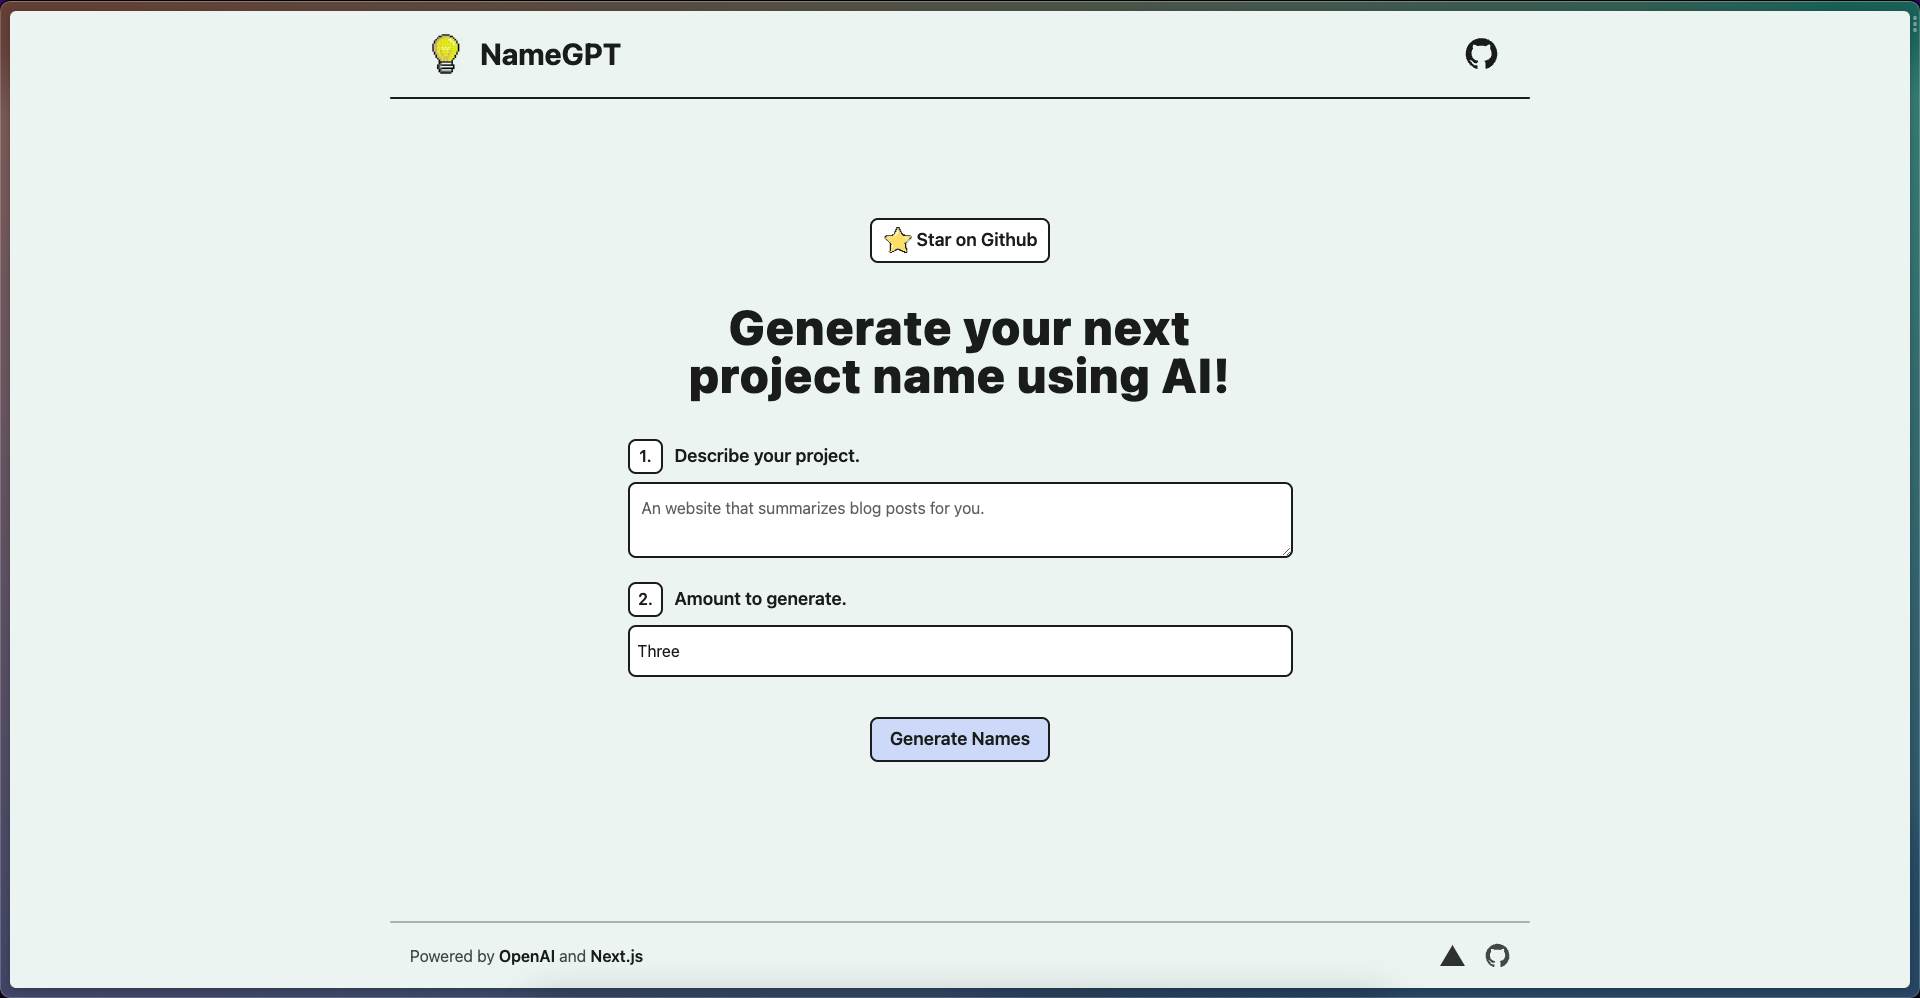 NameGPT
Star on Github
Generate your next
project name using AI!
1. Describe your project.
An website that summarizes blog posts for you.
2. Amount to generate.
Three
Generate Names
Powered by OpenAI and Next.js